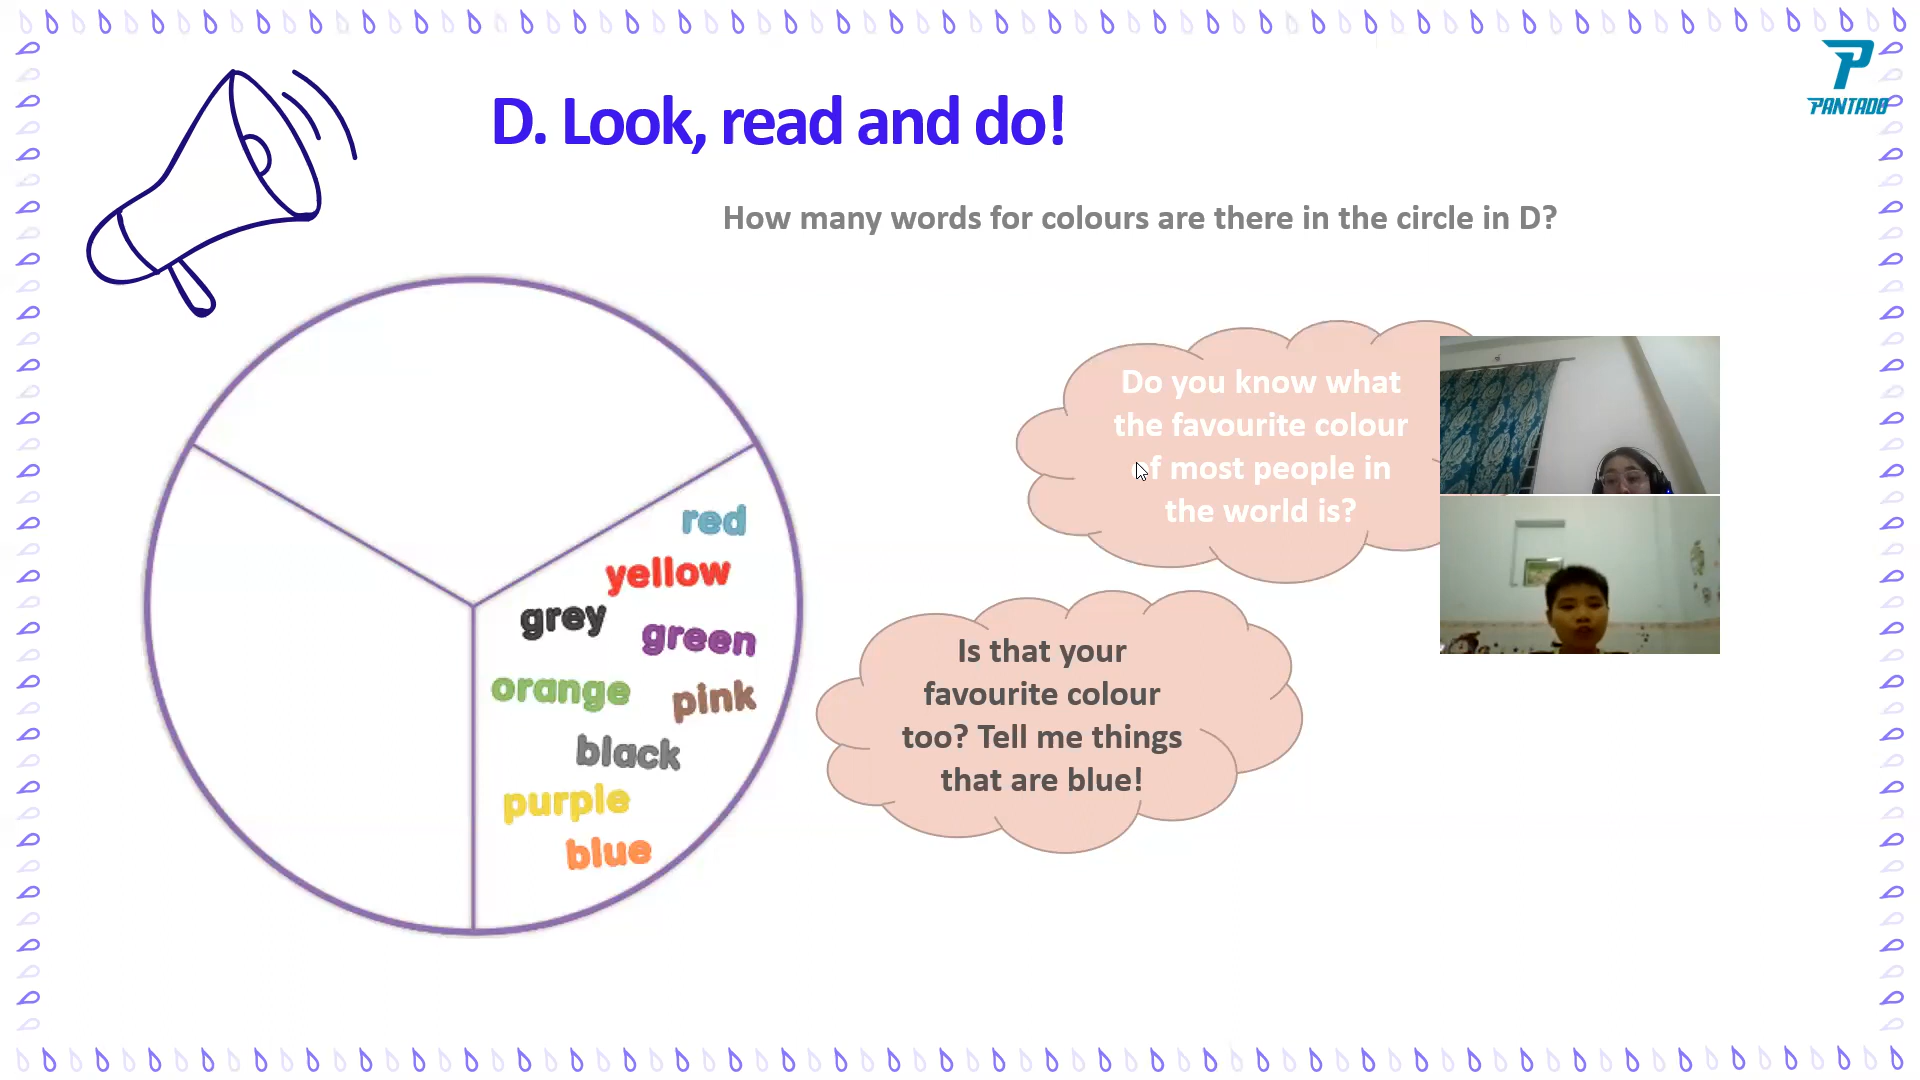 PANTADO
D. Look, read and do!
How many words for colours are there in the circle in D?
Do you know what
the favourite colour
of most people in
the world is?
red
yellow
grey
green
orange
pink
black
purple
blue
Is that your
favourite colour
too? Tell me things
that are blue!